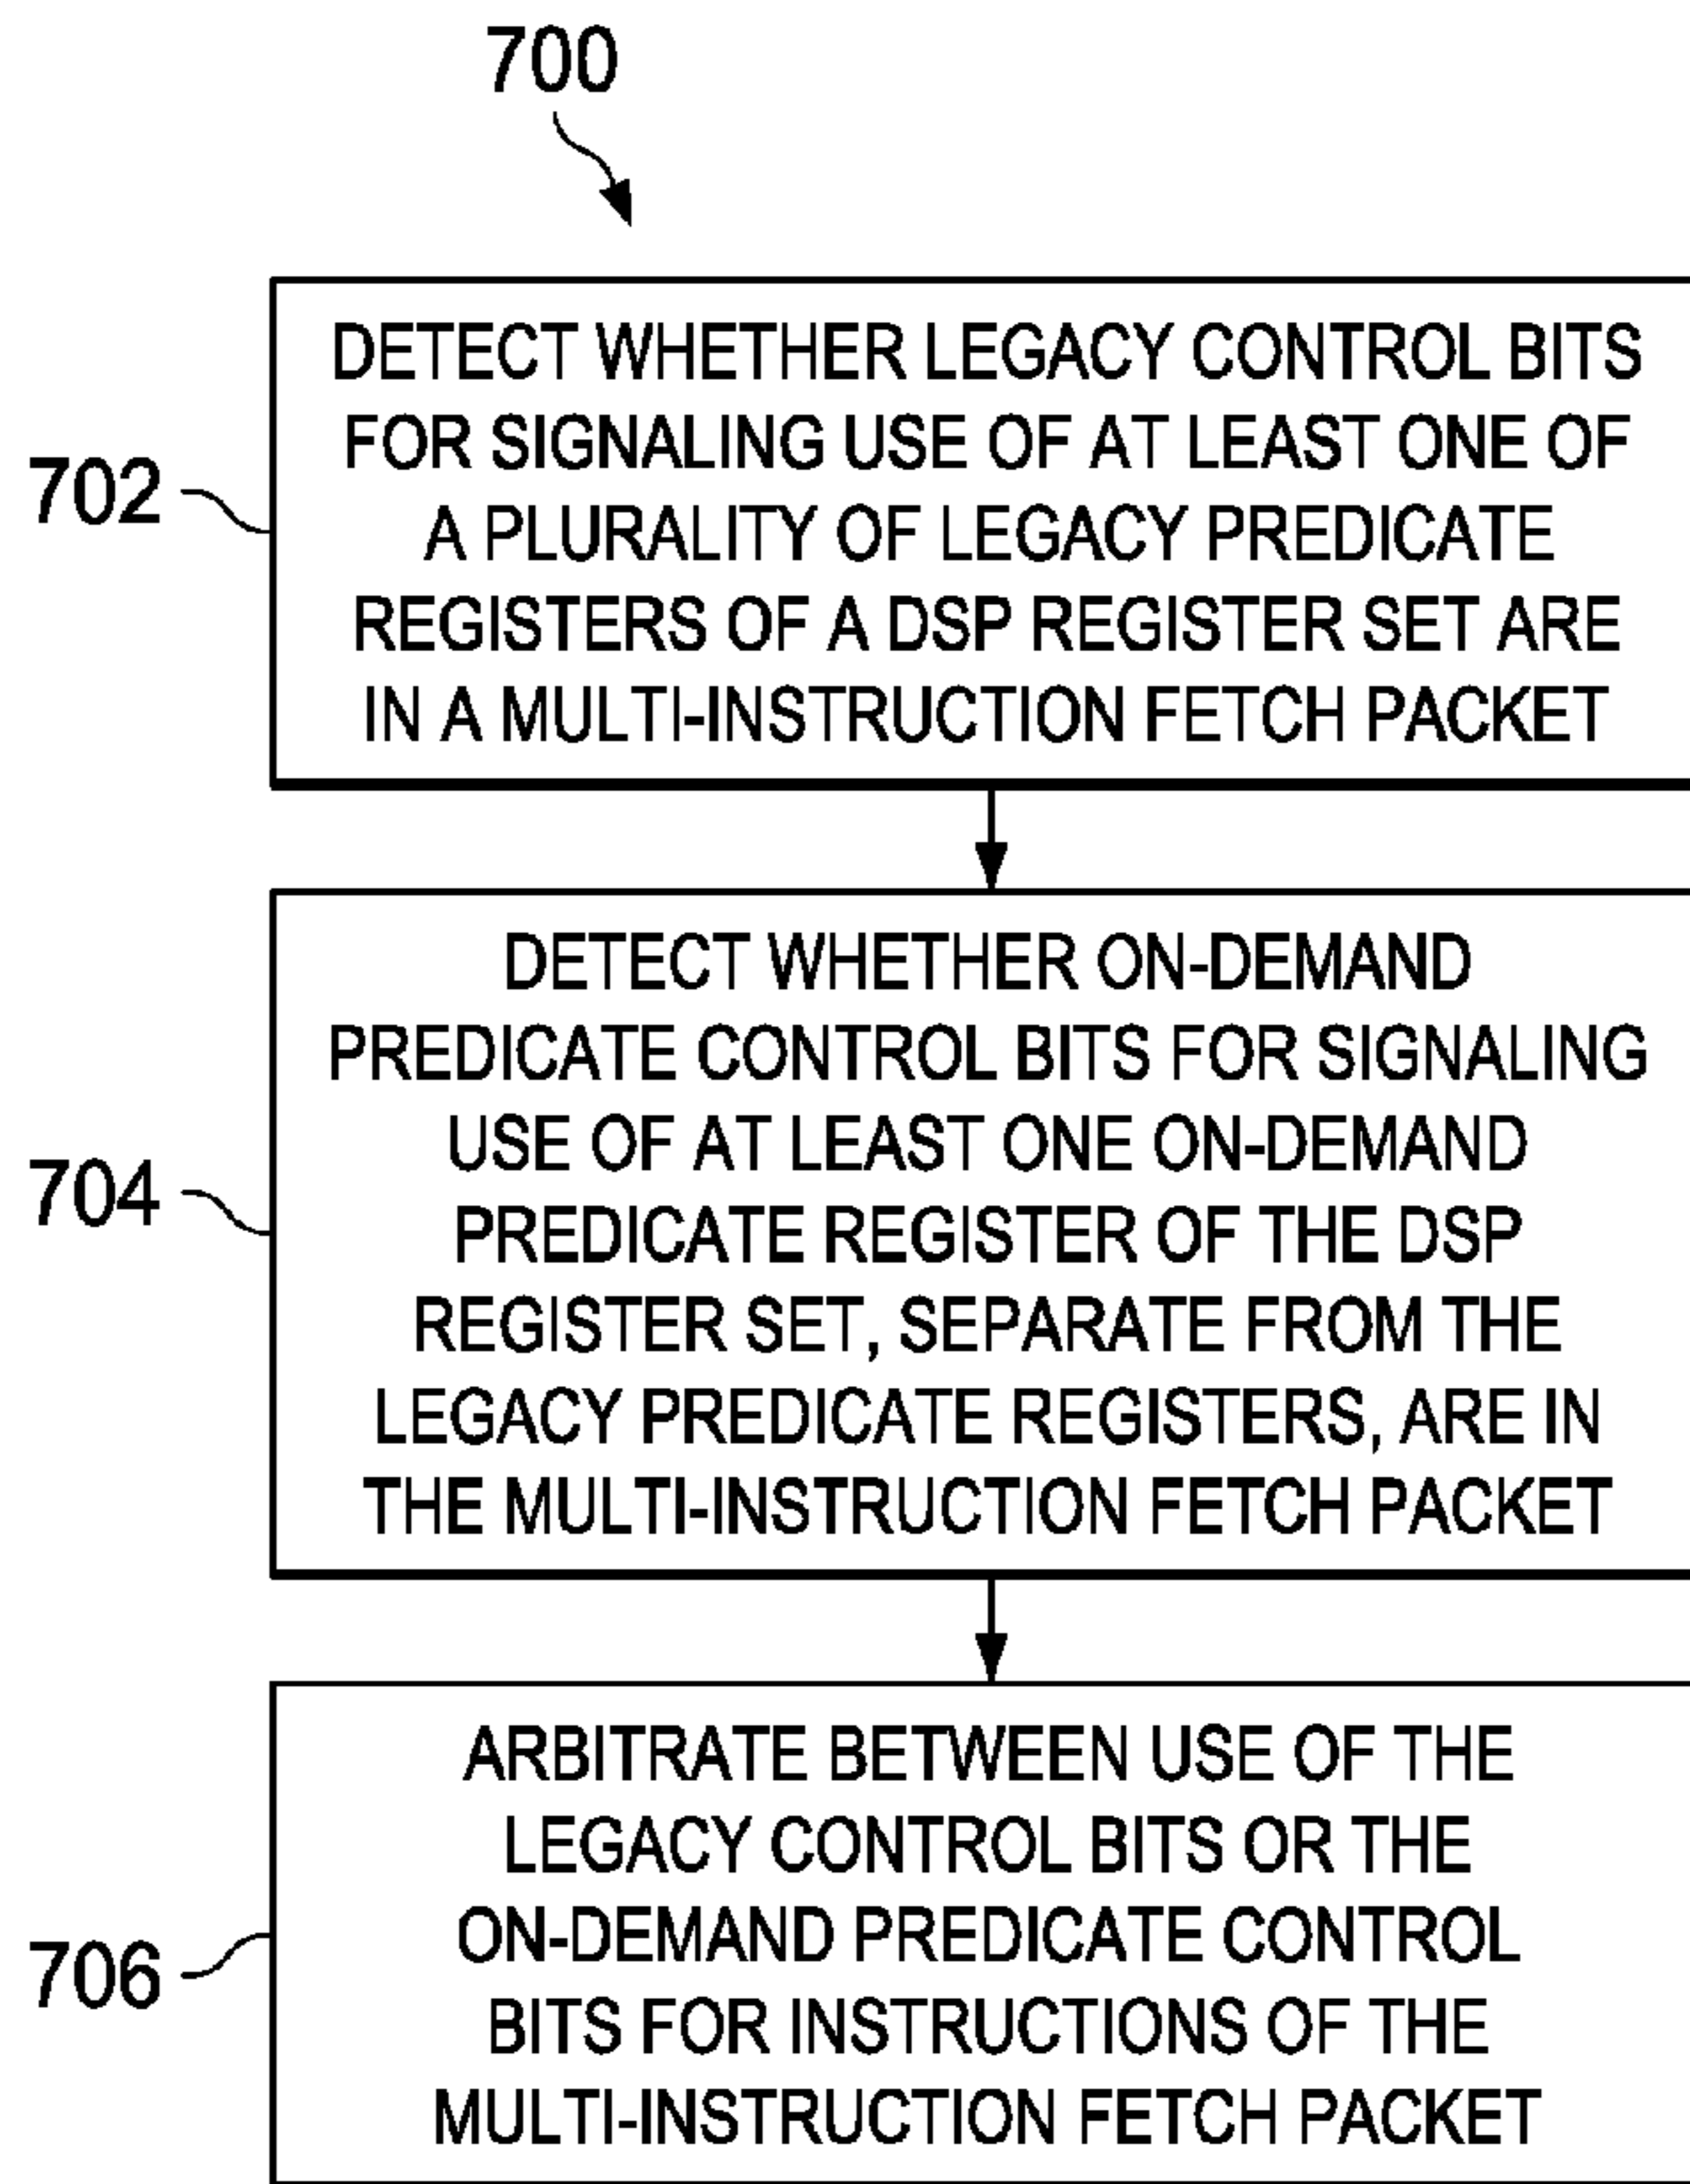 700
702
DETECT WHETHER LEGACY CONTROL BITS
FOR SIGNALING USE OF AT LEAST ONE OF
A PLURALITY OF LEGACY PREDICATE
REGISTERS OF A DSP REGISTER SET ARE
IN A MULTI-INSTRUCTION FETCH PACKET
704
DETECT WHETHER ON-DEMAND
PREDICATE CONTROL BITS FOR SIGNALING
USE OF AT LEAST ONE ON-DEMAND
PREDICATE REGISTER OF THE DSP
REGISTER SET, SEPARATE FROM THE
LEGACY PREDICATE REGISTERS, ARE IN
THE MULTI-INSTRUCTION FETCH PACKET
706
ARBITRATE BETWEEN USE OF THE
LEGACY CONTROL BITS OR THE
ON-DEMAND PREDICATE CONTROL
BITS FOR INSTRUCTIONS OF THE
MULTI-INSTRUCTION FETCH PACKET